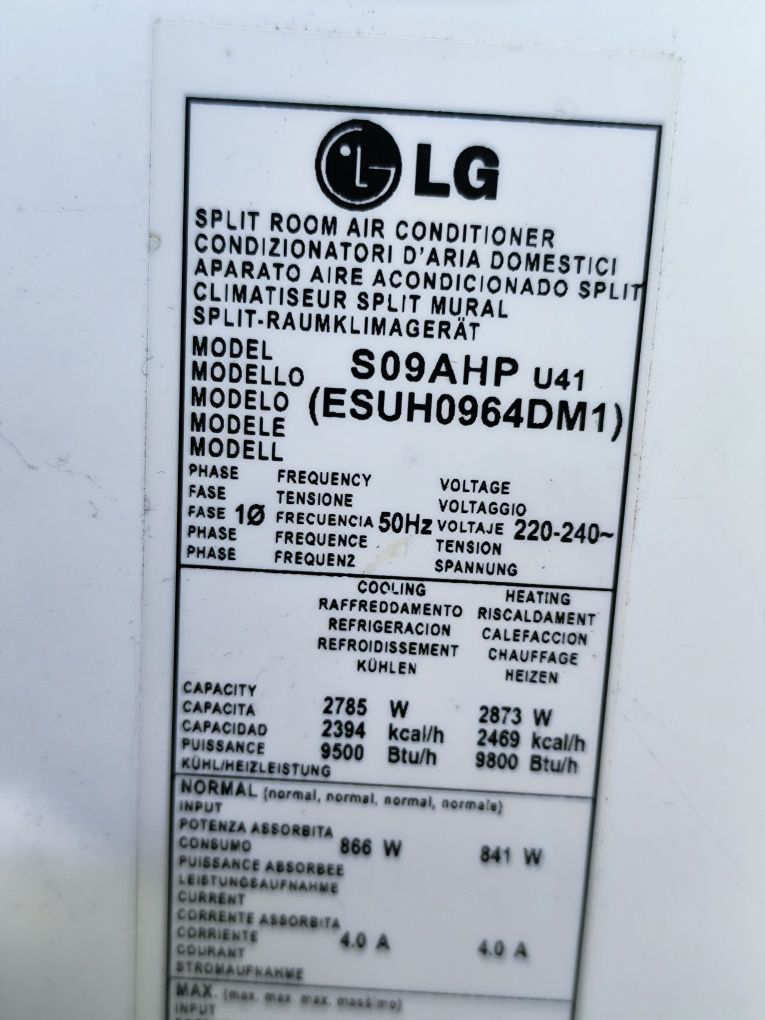 LG
SPLIT ROOM AIR CONDITIONER
CONDIZIONATORI D'ARIA DOMESTICI
APARATO AIRE ACONDICIONADO SPLIT
CLIMATISEUR SPLIT MURAL
SPLIT-RAUMKLIMAGERÄT
MODEL
MODELLO S09AHP U41
MODELO (ESUH0964DM1)
MODELE
MODELL
PHASE FREQUENCY VOLTAGE
FASE TENSIONE VOLTAGGIO
FASE 1Ø FRECUENCIA 50Hz VOLTAJE 220-240~
PHASE FREQUENCE TENSION
PHASE FREQUENZ SPANNUNG
COOLING HEATING
RAFFREDDAMENTO RISCALDAMENT
REFRIGERACION CALEFACCION
REFROIDISSEMENT CHAUFFAGE
KÜHLEN HEIZEN
CAPACITY
CAPACITA 2785 W 2873 W
CAPACIDAD 2394 kcal/h 2469 kcal/h
PUISSANCE 9500 Btu/h 9800 Btu/h
KÜHL/HEIZLEISTUNG
NORMAL (normal, normal, normal, normale)
INPUT
POTENZA ASSORBITA
CONSUMO 866 W 841 W
PUISSANCE ABSORBEE
LEISTUNGSAUFNAHME
CURRENT
CORRENTE ASSORBITA
CORRIENTE 4.0 A 4.0 A
COURANT
STROMAUFNAHME
MAX. (max. max. max. massimo)
INPUT